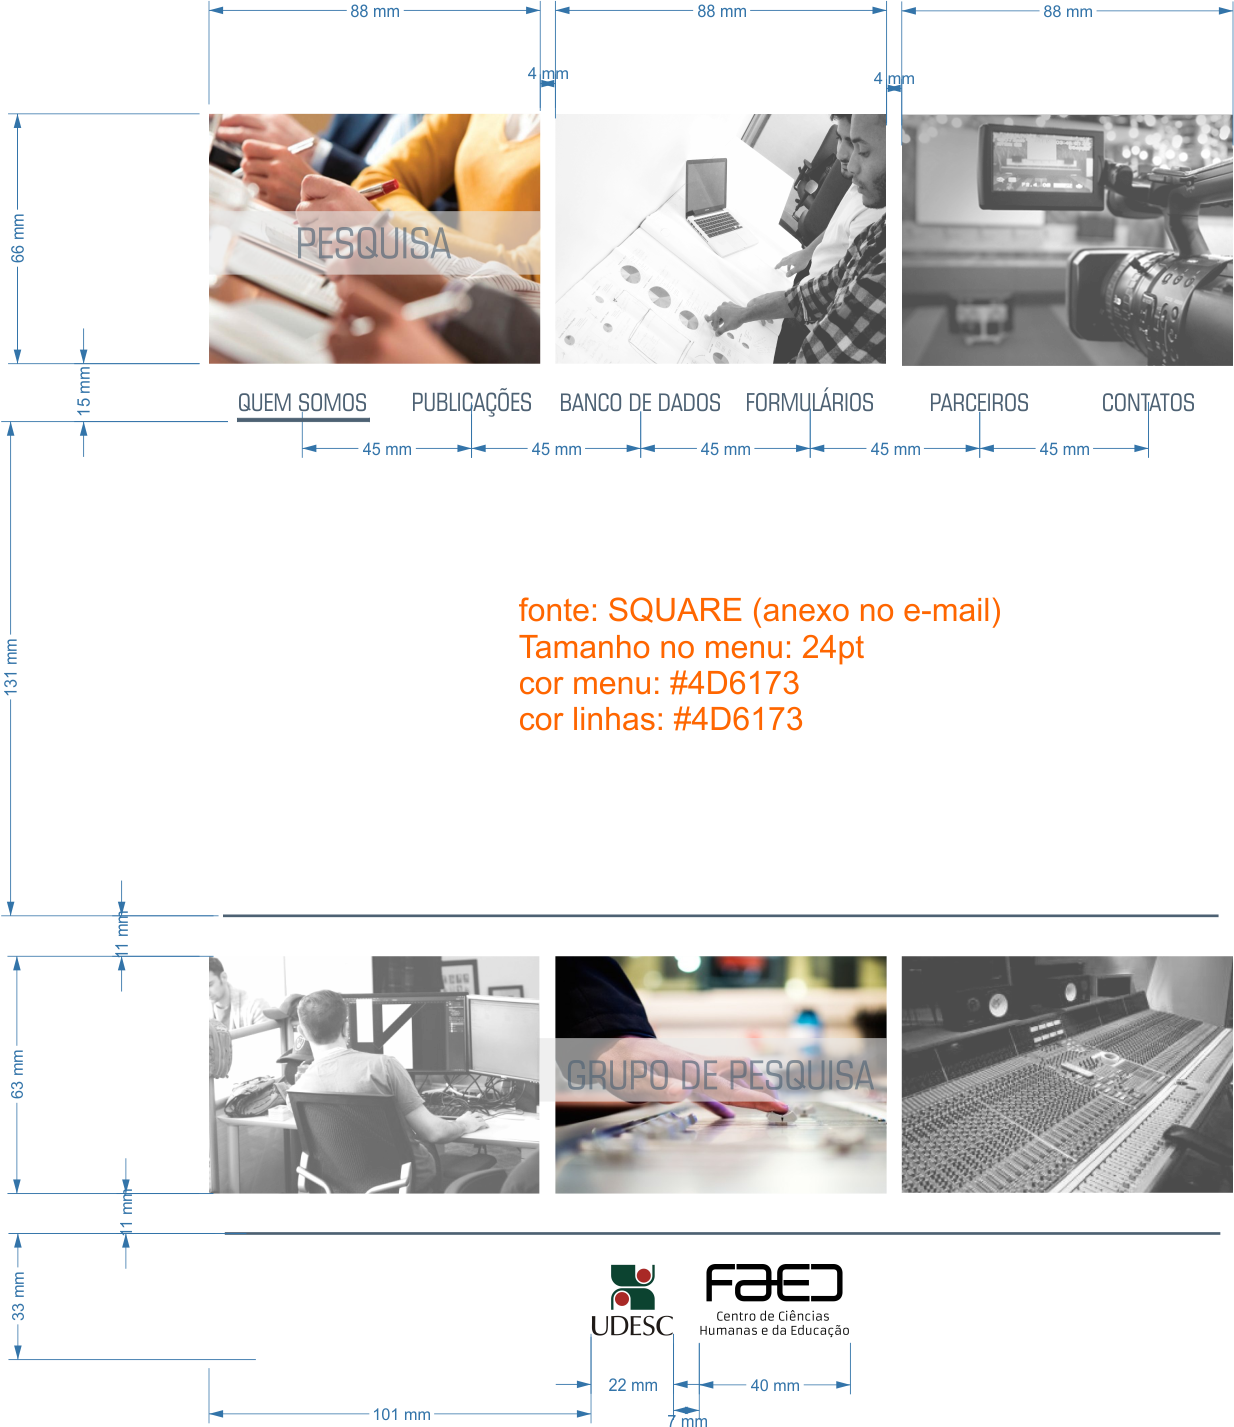 88 mm
88 mm
88 mm
4 mm
4 mm
66 mm
PESQUISA
15 mm
QUEM SOMOS
PUBLICAÇÕES
BANCO DE DADOS
FORMULÁRIOS
PARCEIROS
CONTATOS
45 mm
45 mm
45 mm
45 mm
45 mm
131 mm
fonte: SQUARE (anexo no e-mail)
Tamanho no menu: 24pt
cor menu: #4D6173
cor linhas: #4D6173
11 mm
63 mm
GRUPO DE PESQUISA
11 mm
33 mm
UDESC
FAED
Centro de Ciências
Humanas e da Educação
22 mm
40 mm
101 mm
7 mm